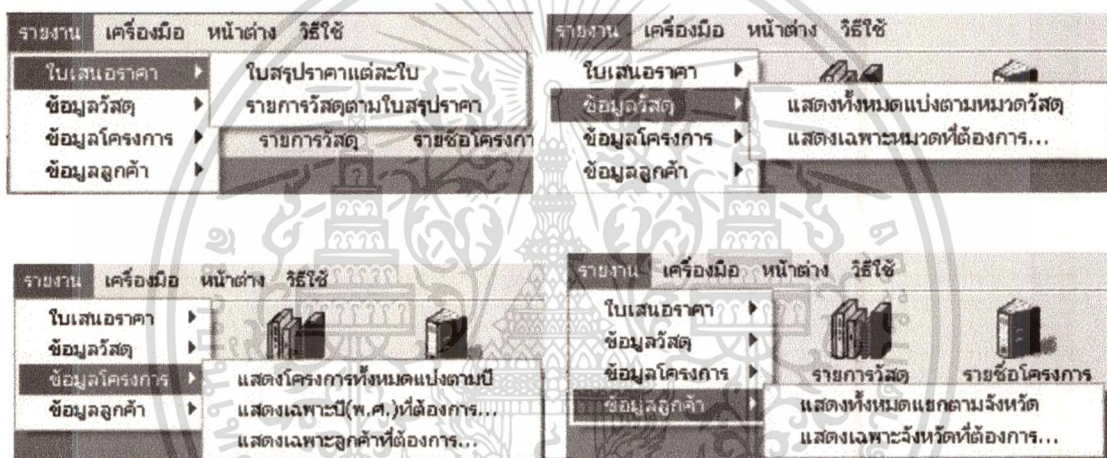 รายงาน เครื่องมือ หน้าต่าง วิธีใช้
ใบเสนอราคา ใบสรุปราคาแต่ละใบ
ข้อมูลวัสดุ รายการวัสดุตามใบสรุปราคา
ข้อมูลโครงการ รายการวัสดุ รายชื่อโครงกา
ข้อมูลลูกค้า
รายงาน เครื่องมือ หน้าต่าง วิธีใช้
ใบเสนอราคา
ข้อมูลวัสดุ แสดงทั้งหมดแบ่งตามหมวดวัสดุ
ข้อมูลโครงการ แสดงเฉพาะหมวดที่ต้องการ...
ข้อมูลลูกค้า
รายงาน เครื่องมือ หน้าต่าง วิธีใช้
ใบเสนอราคา
ข้อมูลวัสดุ
ข้อมูลโครงการ แสดงโครงการทั้งหมดแบ่งตามปี
ข้อมูลลูกค้า แสดงเฉพาะปี(พ.ศ.)ที่ต้องการ...
แสดงเฉพาะลูกค้าที่ต้องการ...
รายงาน เครื่องมือ หน้าต่าง วิธีใช้
ใบเสนอราคา
ข้อมูลวัสดุ
ข้อมูลโครงการ รายการวัสดุ รายชื่อโครงการ
ข้อมูลลูกค้า แสดงทั้งหมดแยกตามจังหวัด
แสดงเฉพาะจังหวัดที่ต้องการ...